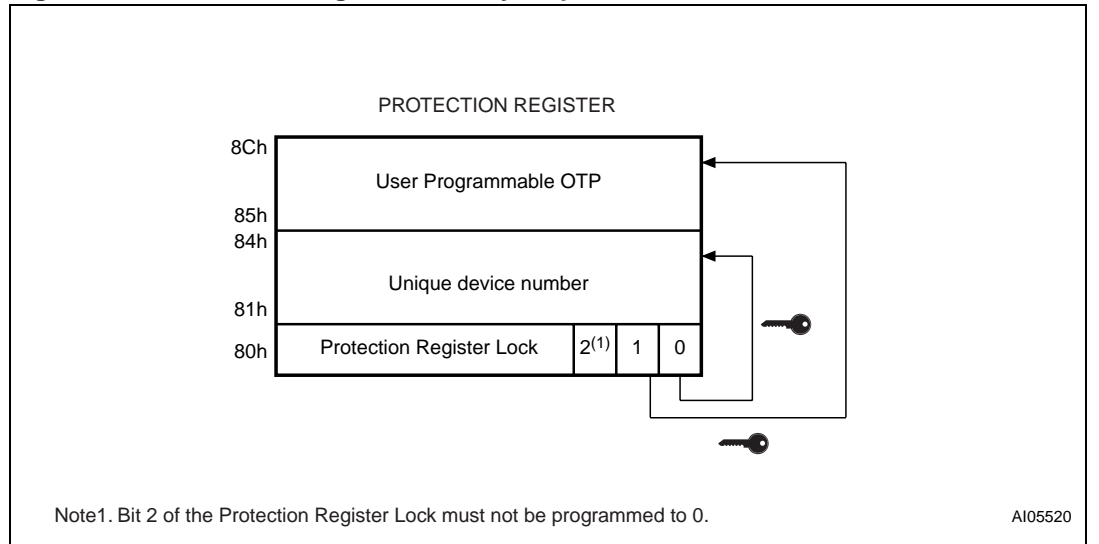 PROTECTION REGISTER
8Ch
User Programmable OTP
85h
84h
Unique device number
81h
80h
Protection Register Lock 2(1) 1 0
Note1. Bit 2 of the Protection Register Lock must not be programmed to 0.
AI05520